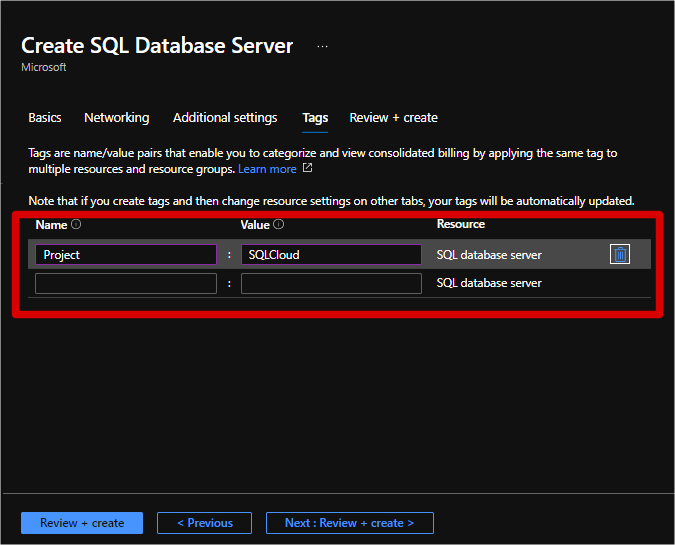 Create SQL Database Server ...
Microsoft
Basics Networking Additional settings Tags Review + create
Tags are name/value pairs that enable you to categorize and view consolidated billing by applying the same tag to
multiple resources and resource groups. Learn more
Note that if you create tags and then change resource settings on other tabs, your tags will be automatically updated.
Name Value Resource
Project : SQLCloud SQL database server
: SQL database server
Review + create < Previous Next : Review + create >